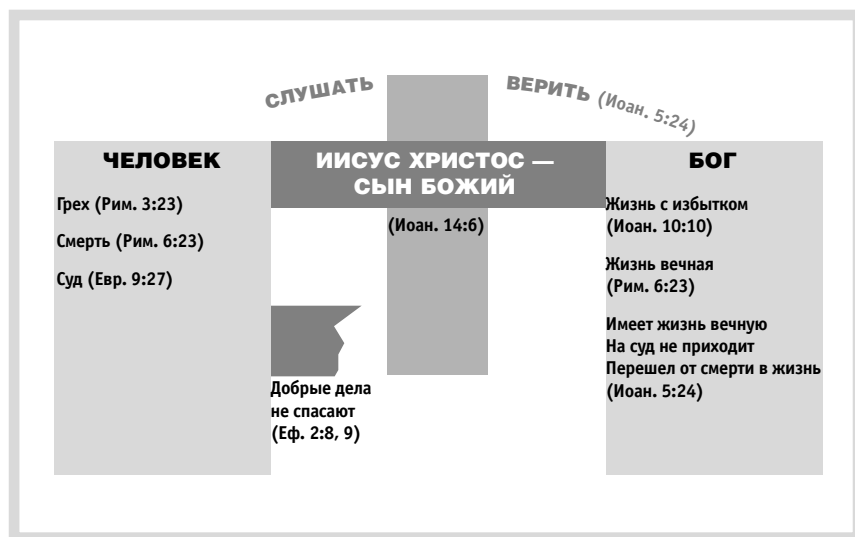 СЛУШАТЬ
ВЕРИТЬ (Иоан. 5:24)
ЧЕЛОВЕК
Грех (Рим. 3:23)
Смерть (Рим. 6:23)
Суд (Евр. 9:27)
ИИСУС ХРИСТОС —
СЫН БОЖИЙ
(Иоан. 14:6)
Добрые дела
не спасают
(Еф. 2:8, 9)
БОГ
Жизнь с избытком
(Иоан. 10:10)
Жизнь вечная
(Рим. 6:23)
Имеет жизнь вечную
На суд не приходит
Перешел от смерти в жизнь
(Иоан. 5:24)